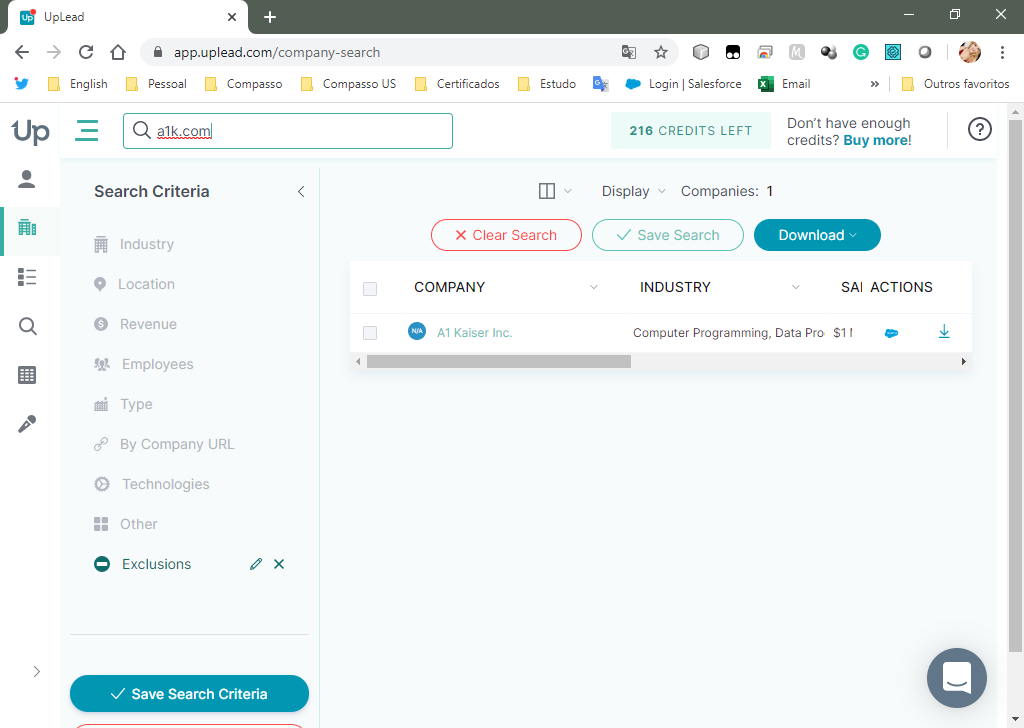 Up UpLead
app.uplead.com/company-search
English Pessoal Compasso Compasso US Certificados Estudo Login | Salesforce Email » Outros favoritos
Up a1k.com 216 CREDITS LEFT Don't have enough credits? Buy more! ?
Search Criteria
Industry
Location
Revenue
Employees
Type
By Company URL
Technologies
Other
Exclusions
Save Search Criteria
Display Companies: 1
Clear Search Save Search Download
COMPANY INDUSTRY SAL ACTIONS
N/A A1 Kaiser Inc. Computer Programming, Data Pro $1 M